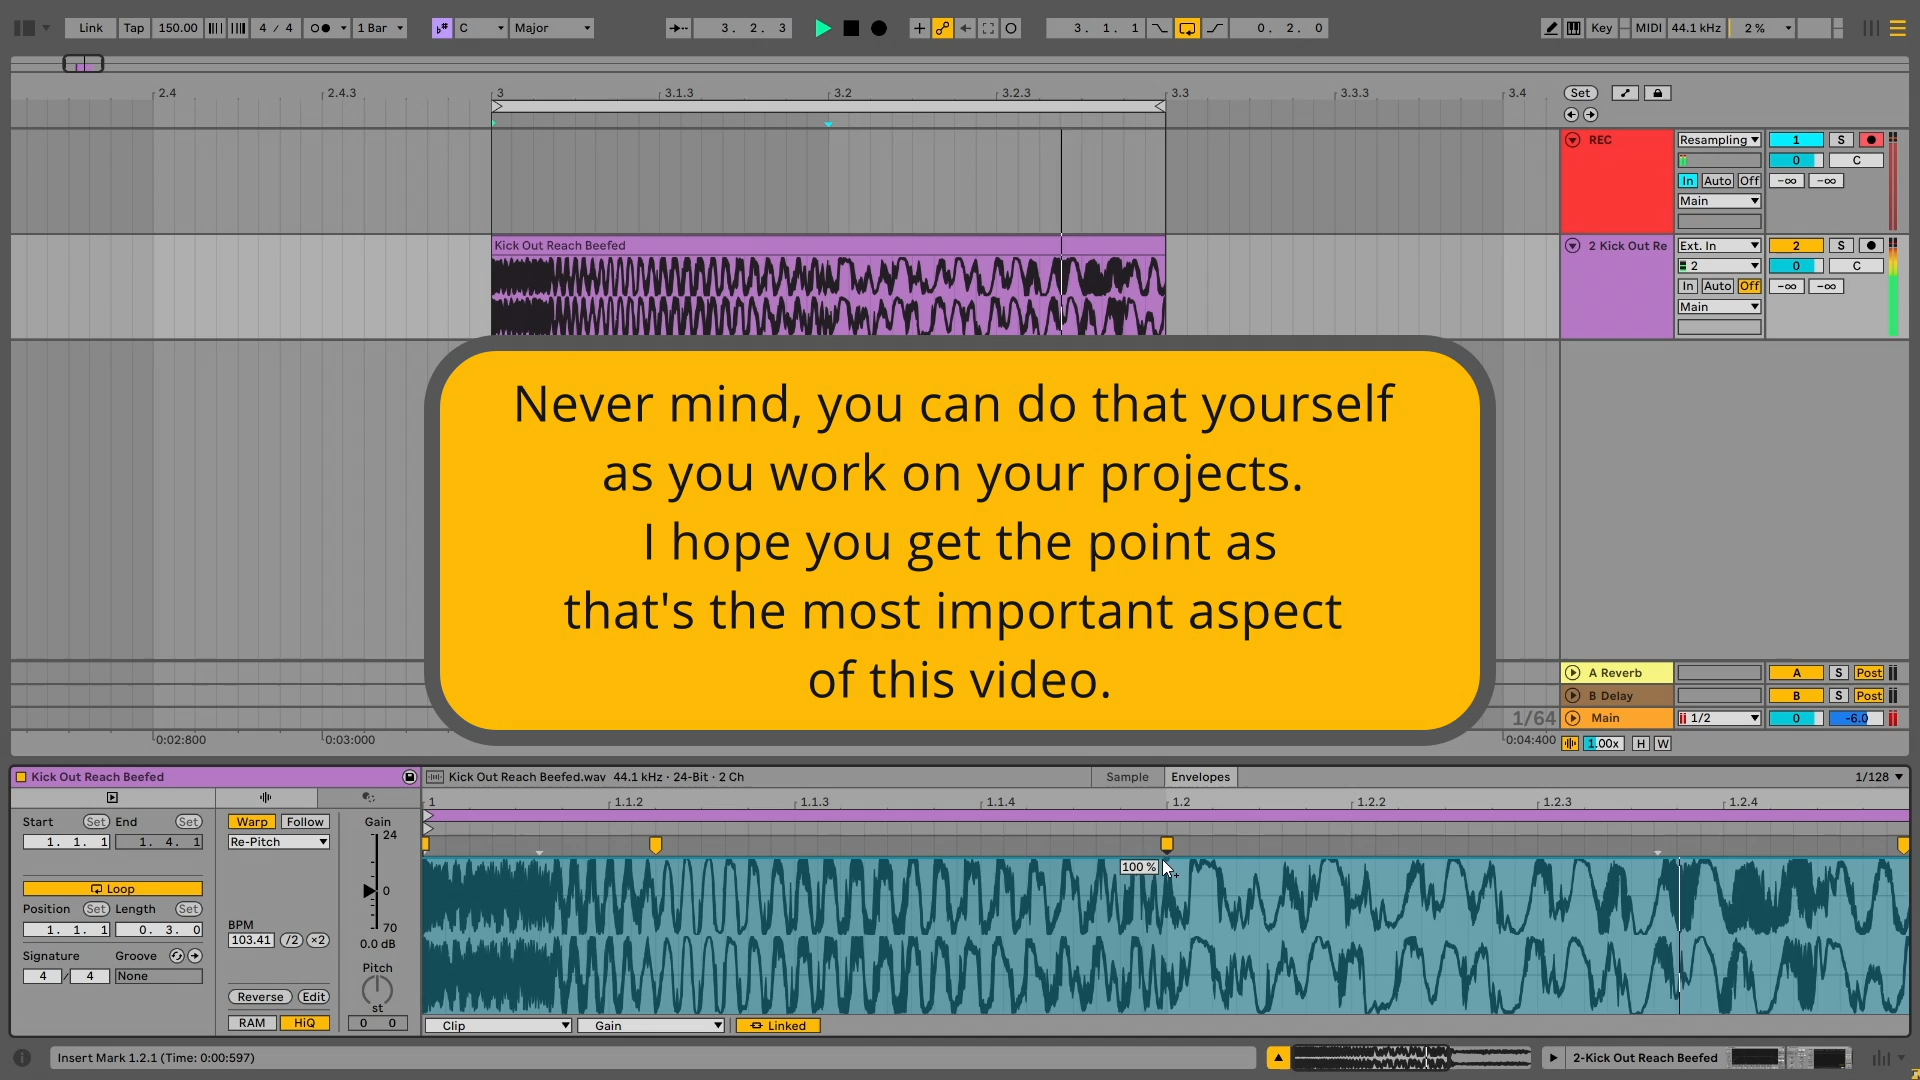 Link Tap 150.00 4 / 4 1 Bar C Major 3. 2. 3 3. 1. 1 0. 2. 0 Key MIDI 44.1 kHz 2 %
2.4 2.4.3 3 3.1.3 3.2 3.2.3 3.3 3.3.3 3.4 Set
REC Resampling 1 S
0 C
In Auto Off -∞ -∞
Main
Kick Out Reach Beefed 2 Kick Out Re Ext. In 2 S
2 0 C
In Auto Off -∞ -∞
Main
Never mind, you can do that yourself
as you work on your projects.
I hope you get the point as
that's the most important aspect
of this video.
A Reverb A S Post
B Delay B S Post
1/64 Main 1/2 0 -6.0
0:02:800 0:03:000 0:04:400 1.00x H W
Kick Out Reach Beefed Kick Out Reach Beefed.wav 44.1 kHz · 24-Bit · 2 Ch Sample Envelopes 1/128
1 1.1.2 1.1.3 1.1.4 1.2 1.2.2 1.2.3 1.2.4
Start Set End Set Warp Follow Gain
1. 1. 1 1. 4. 1 Re-Pitch 24
100 %
Loop 0
Position Set Length Set
1. 1. 1 0. 3. 0 BPM 70
103.41 /2 ×2 0.0 dB
Signature Groove Pitch
4 / 4 None
Reverse Edit st
RAM HiQ 0 0 Clip Gain Linked
Insert Mark 1.2.1 (Time: 0:00:597) 2-Kick Out Reach Beefed